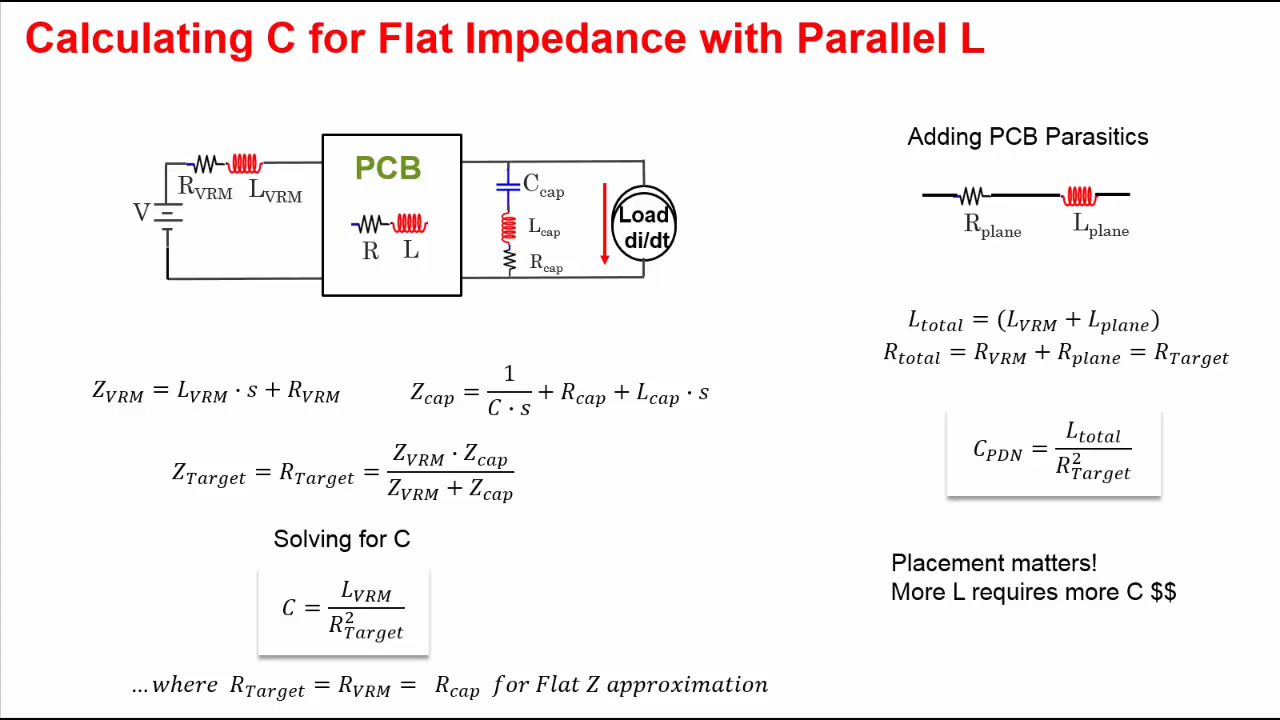 Calculating C for Flat Impedance with Parallel L
Adding PCB Parasitics
PCB
R_VRM L_VRM
V
R L
C_cap
L_cap
R_cap
Load
di/dt
R_plane L_plane
L_total = (L_VRM + L_plane)
R_total = R_VRM + R_plane = R_Target
Z_VRM = L_VRM · s + R_VRM
Z_cap = 1/(C · s) + R_cap + L_cap · s
C_PDN = L_total / R²_Target
Z_Target = R_Target = (Z_VRM · Z_cap) / (Z_VRM + Z_cap)
Solving for C
C = L_VRM / R²_Target
Placement matters!
More L requires more C $$
...where R_Target = R_VRM = R_cap for Flat Z approximation